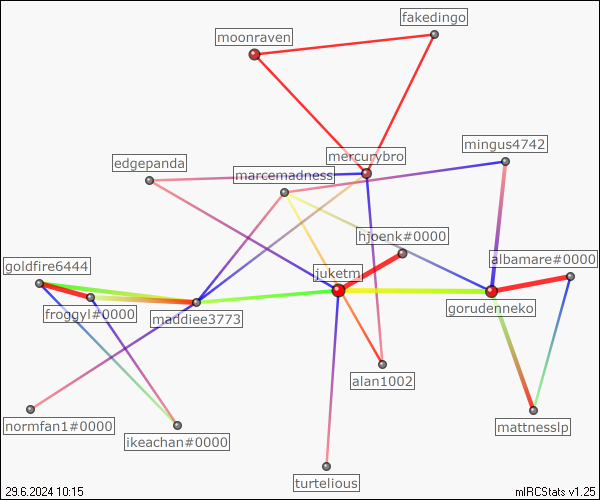 fakedingo
moonraven
mingus4742
mercurybro
edgepanda
marcemadness
hjoenk#0000
albamare#0000
goldfire6444
juketm
gorudenneko
froggyl#0000
maddiee3773
alan1002
normfan1#0000
mattnesslp
ikeachan#0000
turtelious
29.6.2024 10:15
mIRCStats v1.25